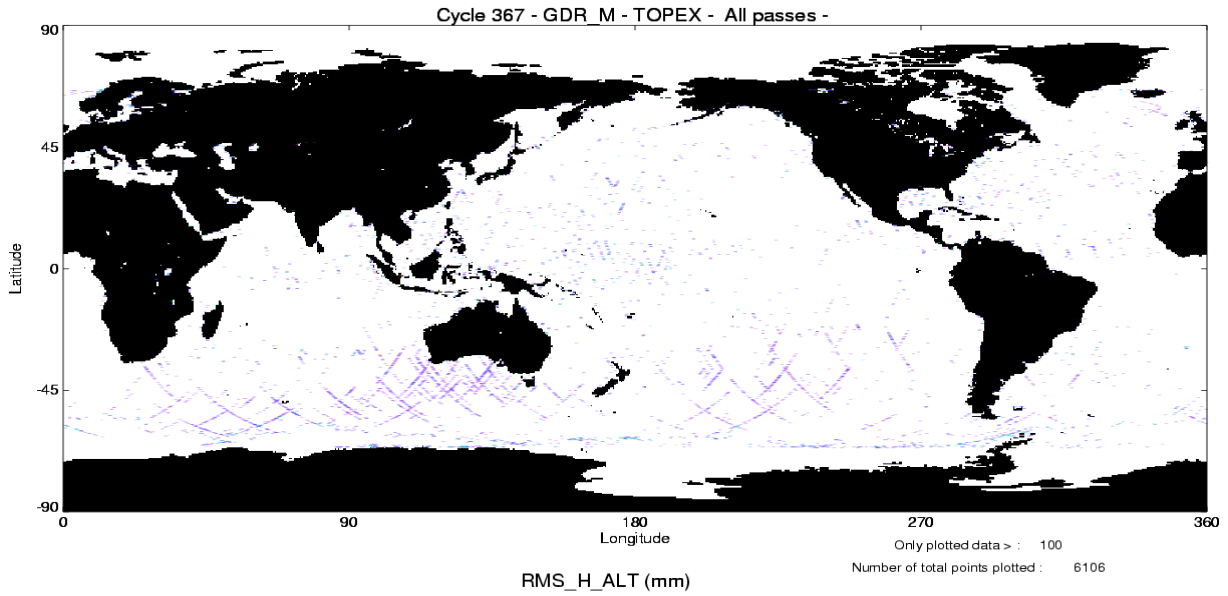 Cycle 367 - GDR_M - TOPEX - All passes -
90
45
0
-45
-90
Latitude
0 90 180 270 360
Longitude
Only plotted data > : 100
Number of total points plotted : 6106
RMS_H_ALT (mm)